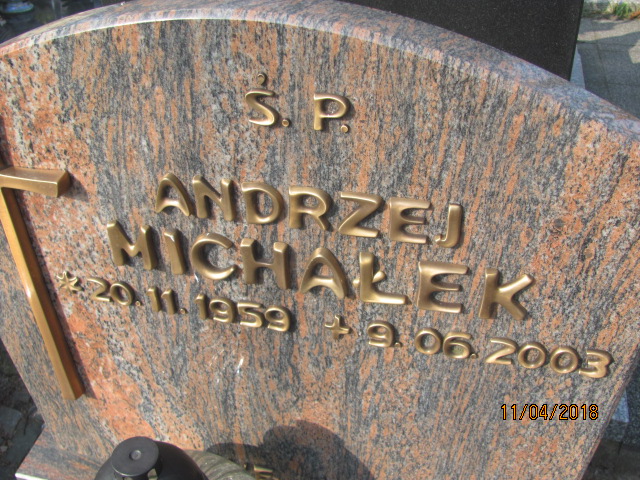 Ś. P.
ANDRZEJ
MICHAŁEK
* 20. 11. 1959 + 9. 06. 2003
11/04/2018